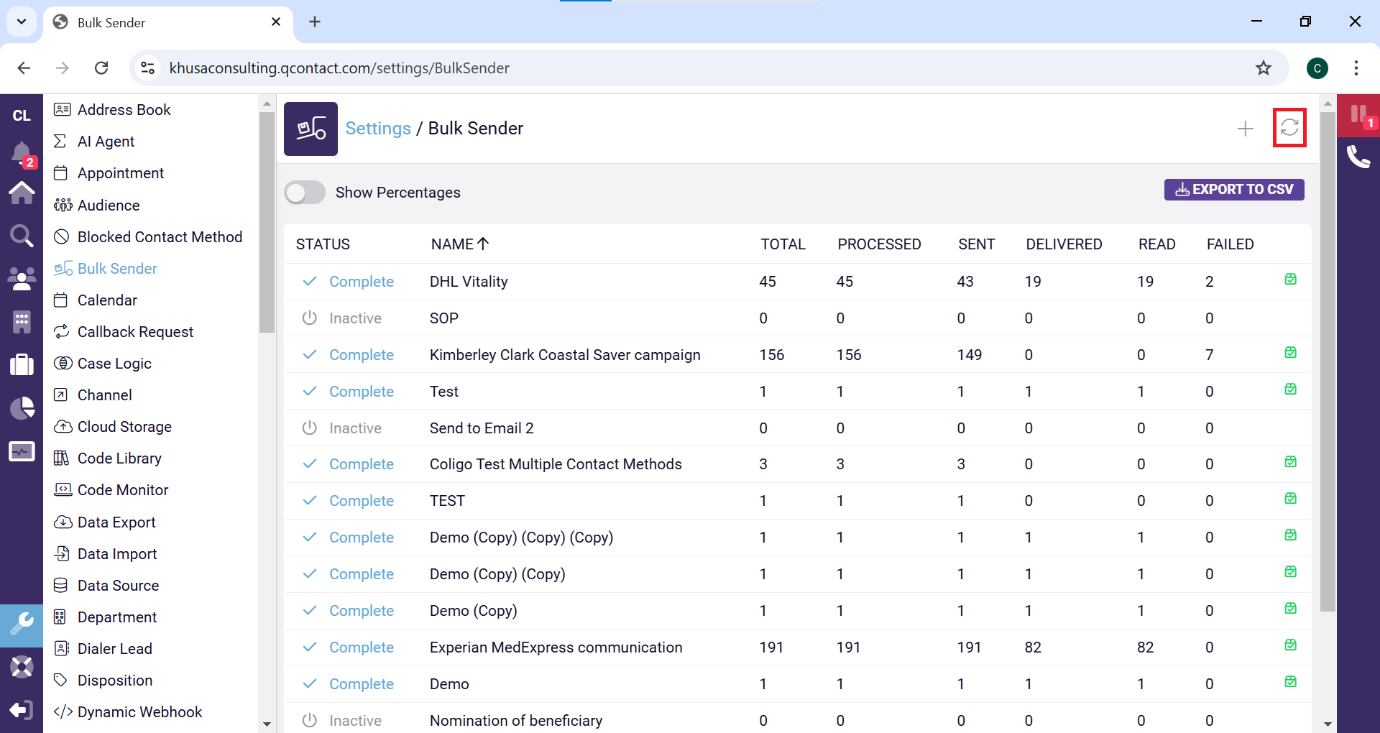 Bulk Sender
khusaconsulting.qcontact.com/settings/BulkSender
C
CL
2
1
Address Book
AI Agent
Appointment
Audience
Blocked Contact Method
Bulk Sender
Calendar
Callback Request
Case Logic
Channel
Cloud Storage
Code Library
Code Monitor
Data Export
Data Import
Data Source
Department
Dialer Lead
Disposition
Dynamic Webhook
Settings / Bulk Sender
Show Percentages
EXPORT TO CSV
STATUS NAME TOTAL PROCESSED SENT DELIVERED READ FAILED
Complete DHL Vitality 45 45 43 19 19 2
Inactive SOP 0 0 0 0 0 0
Complete Kimberley Clark Coastal Saver campaign 156 156 149 0 0 7
Complete Test 1 1 1 1 1 0
Inactive Send to Email 2 0 0 0 0 0 0
Complete Coligo Test Multiple Contact Methods 3 3 3 0 0 0
Complete TEST 1 1 1 0 0 0
Complete Demo (Copy) (Copy) (Copy) 1 1 1 1 1 0
Complete Demo (Copy) (Copy) 1 1 1 1 1 0
Complete Demo (Copy) 1 1 1 1 1 0
Complete Experian MedExpress communication 191 191 191 82 82 0
Complete Demo 1 1 1 1 1 0
Inactive Nomination of beneficiary 0 0 0 0 0 0